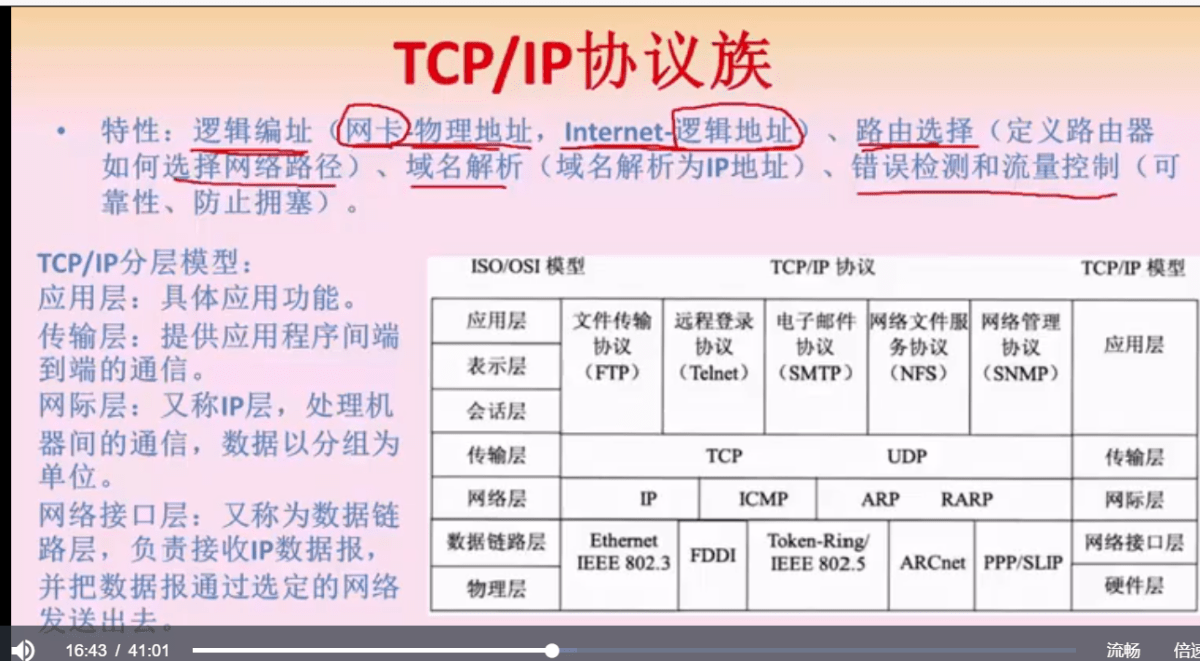 TCP/IP协议族
• 特性：逻辑编址（网卡-物理地址，Internet-逻辑地址）、路由选择（定义路由器
如何选择网络路径）、域名解析（域名解析为IP地址）、错误检测和流量控制（可
靠性、防止拥塞）。
TCP/IP分层模型：
应用层：具体应用功能。
传输层：提供应用程序间端
到端的通信。
网际层：又称IP层，处理机
器间的通信，数据以分组为
单位。
网络接口层：又称为数据链
路层，负责接收IP数据报，
并把数据报通过选定的网络
发送出去。
ISO/OSI 模型 TCP/IP 协议 TCP/IP 模型
应用层
表示层
会话层
文件传输
协议
（FTP）
远程登录
协议
（Telnet）
电子邮件
协议
（SMTP）
网络文件服
务协议
（NFS）
网络管理
协议
（SNMP）
应用层
传输层 TCP UDP 传输层
网络层 IP ICMP ARP RARP 网际层
数据链路层
物理层
Ethernet
IEEE 802.3
FDDI
Token-Ring/
IEEE 802.5
ARCnet
PPP/SLIP
网络接口层
硬件层
16:43 / 41:01 流畅 倍速